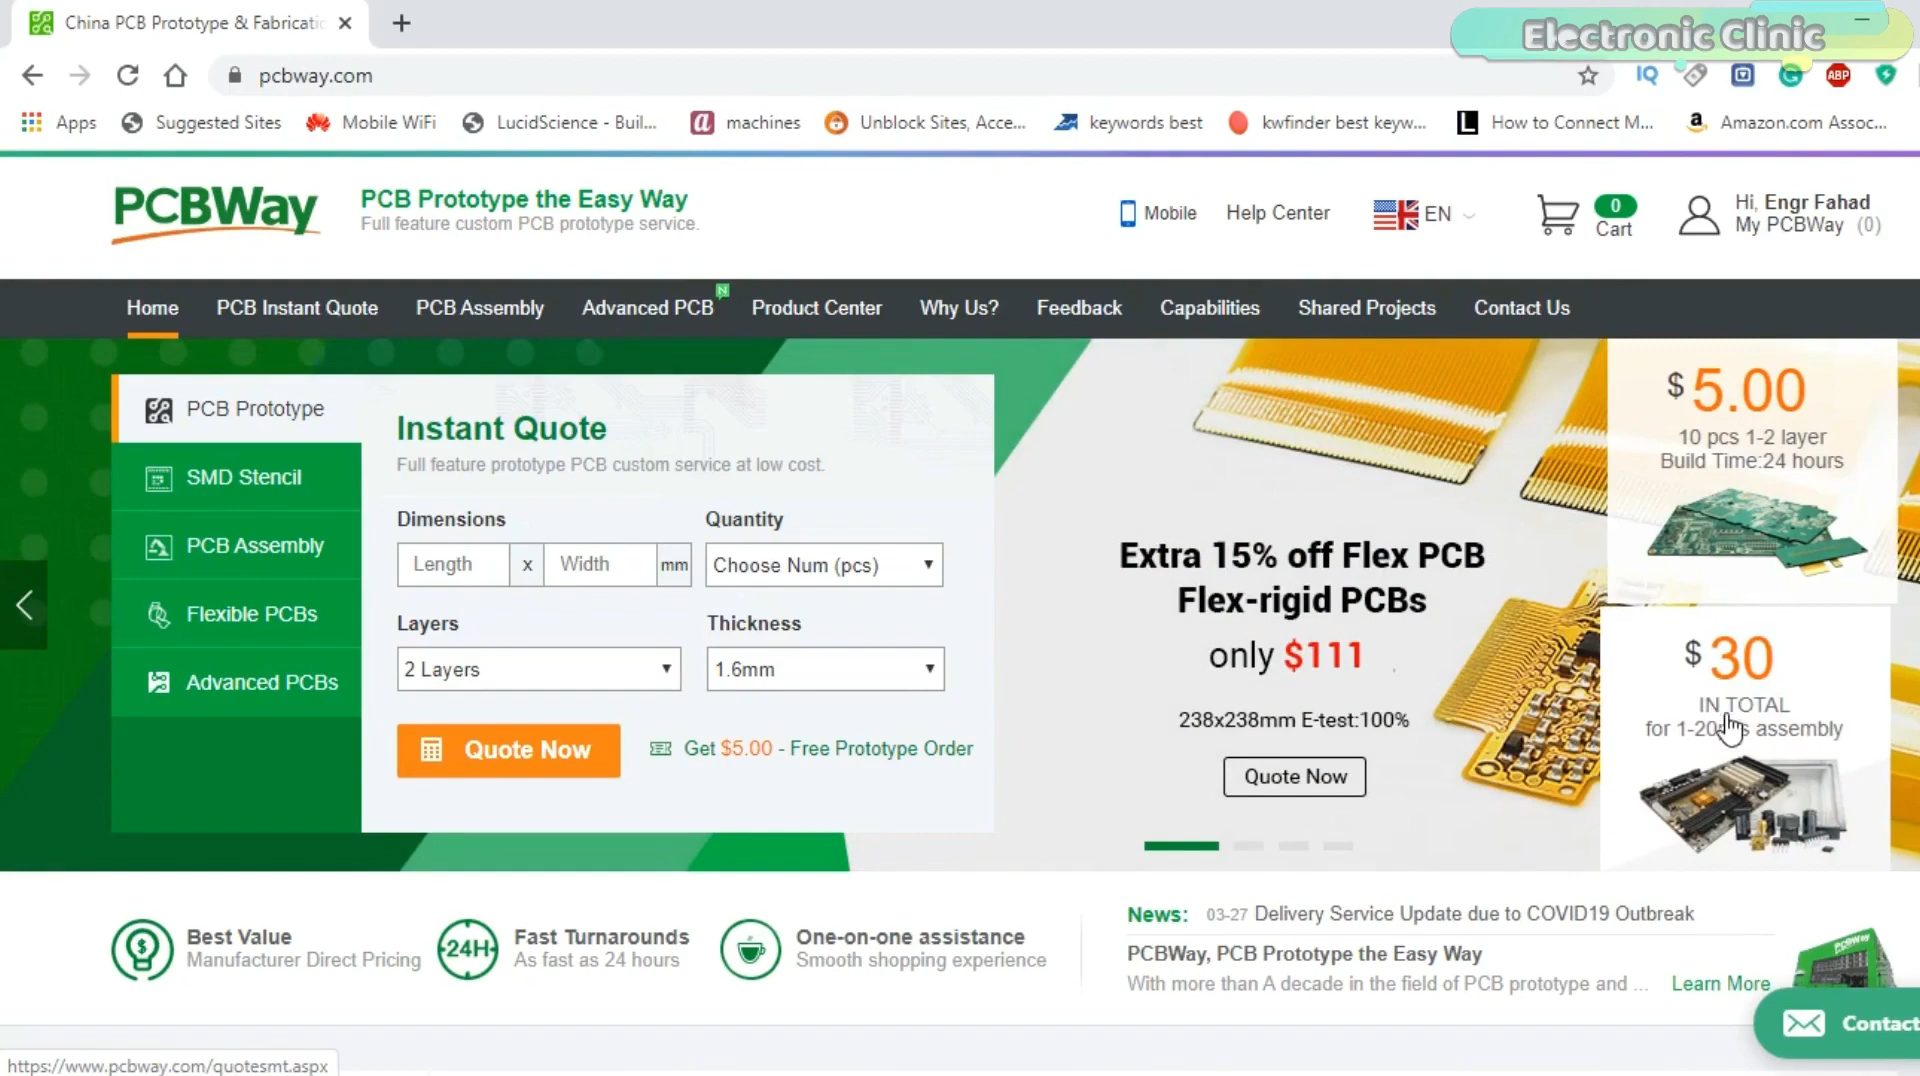 China PCB Prototype & Fabricatic
Electronic Clinic
pcbway.com
IQ
ABP
Apps
Suggested Sites
Mobile WiFi
LucidScience - Buil...
a
machines
Unblock Sites, Acce...
keywords best
kwfinder best keyw...
L
How to Connect M...
a
Amazon.com Assoc...
PCBWay
PCB Prototype the Easy Way
Full feature custom PCB prototype service.
Mobile
Help Center
EN
0
Cart
Hi, Engr Fahad
My PCBWay (0)
Home
PCB Instant Quote
PCB Assembly
Advanced PCB
N
Product Center
Why Us?
Feedback
Capabilities
Shared Projects
Contact Us
PCB Prototype
SMD Stencil
PCB Assembly
Flexible PCBs
Advanced PCBs
Instant Quote
Full feature prototype PCB custom service at low cost.
Dimensions
Quantity
Length x Width mm
Choose Num (pcs)
Layers
Thickness
2 Layers
1.6mm
Quote Now
Get $5.00 - Free Prototype Order
Extra 15% off Flex PCB
Flex-rigid PCBs
only $111
238x238mm E-test:100%
Quote Now
$ 5.00
10 pcs 1-2 layer
Build Time:24 hours
$ 30
IN TOTAL
for 1-20 assembly
Best Value
Manufacturer Direct Pricing
24H
Fast Turnarounds
As fast as 24 hours
One-on-one assistance
Smooth shopping experience
News: 03-27 Delivery Service Update due to COVID19 Outbreak
PCBWay, PCB Prototype the Easy Way
With more than A decade in the field of PCB prototype and ...
Learn More
PCBWay
Contact
https://www.pcbway.com/quotesmt.aspx